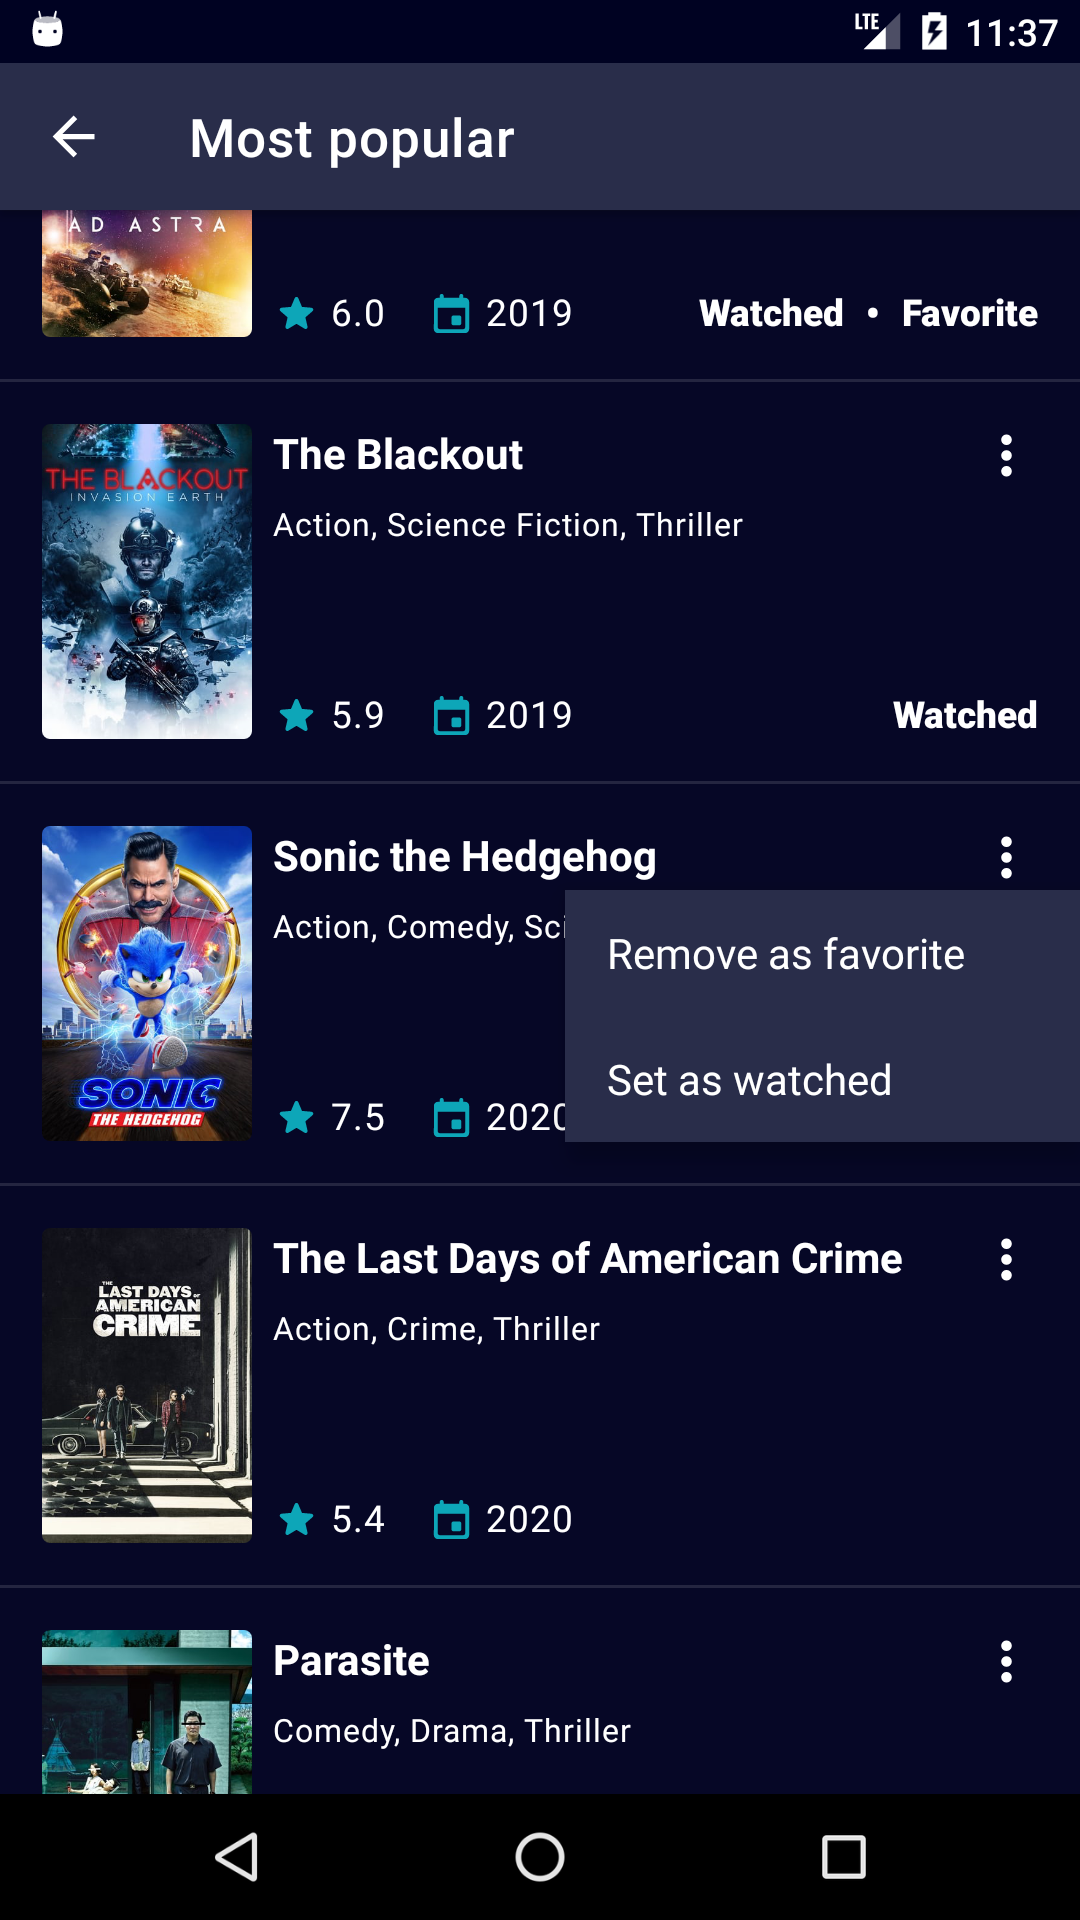 LTE 11:37
Most popular
AD ASTRA
6.0 2019 Watched • Favorite
THE BLACKOUT
INVASION EARTH
The Blackout
Action, Science Fiction, Thriller
5.9 2019 Watched
Sonic the Hedgehog
Action, Comedy, Sci
Remove as favorite
Set as watched
SONIC
THE HEDGEHOG
7.5 2020
THE
LAST DAYS OF
AMERICAN
CRIME
The Last Days of American Crime
Action, Crime, Thriller
5.4 2020
Parasite
Comedy, Drama, Thriller